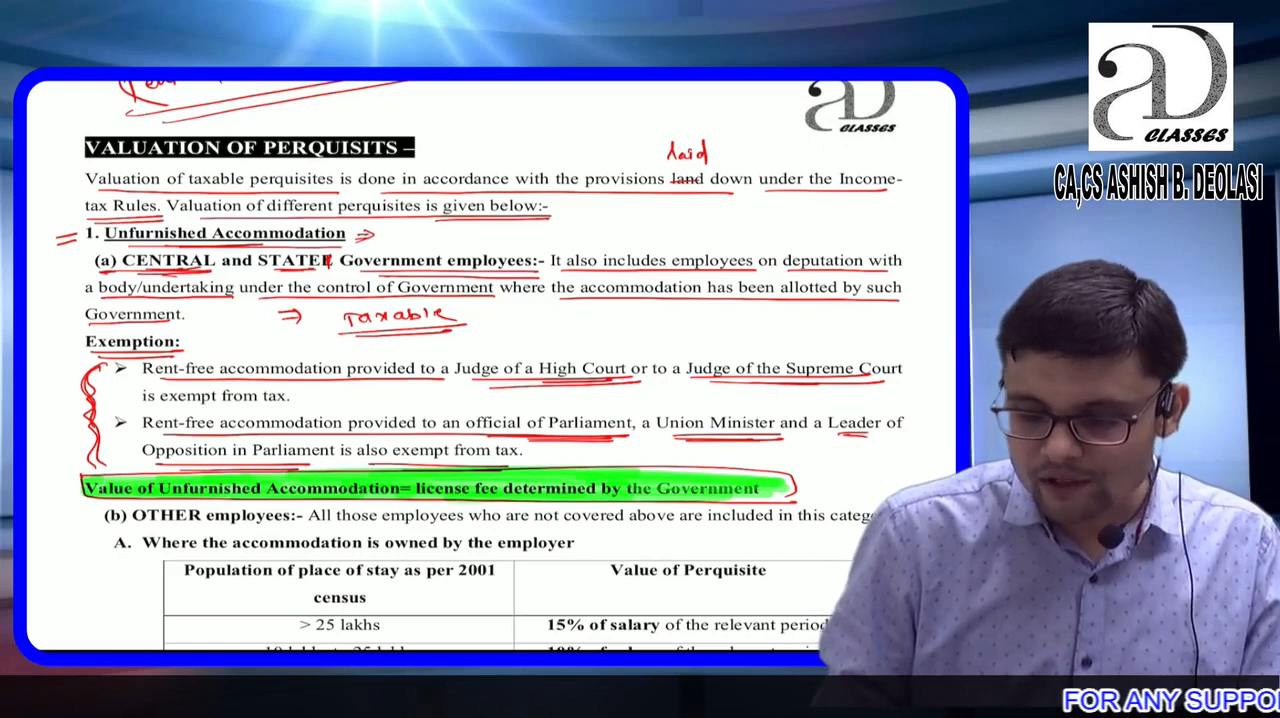 aD
CLASSES
CA,CS ASHISH B. DEOLASI
CLASSES
VALUATION OF PERQUISITS –
laid
Valuation of taxable perquisites is done in accordance with the provisions land down under the Income-
tax Rules. Valuation of different perquisites is given below:-
1. Unfurnished Accommodation
(a) CENTRAL and STATEL Government employees:- It also includes employees on deputation with
a body/undertaking under the control of Government where the accommodation has been allotted by such
Government. ⇒ Taxable
Exemption:
➢ Rent-free accommodation provided to a Judge of a High Court or to a Judge of the Supreme Court
is exempt from tax.
➢ Rent-free accommodation provided to an official of Parliament, a Union Minister and a Leader of
Opposition in Parliament is also exempt from tax.
Value of Unfurnished Accommodation= license fee determined by the Government
(b) OTHER employees:- All those employees who are not covered above are included in this categ
A. Where the accommodation is owned by the employer
Population of place of stay as per 2001 census
Value of Perquisite
> 25 lakhs
15% of salary of the relevant period
FOR ANY SUPPO